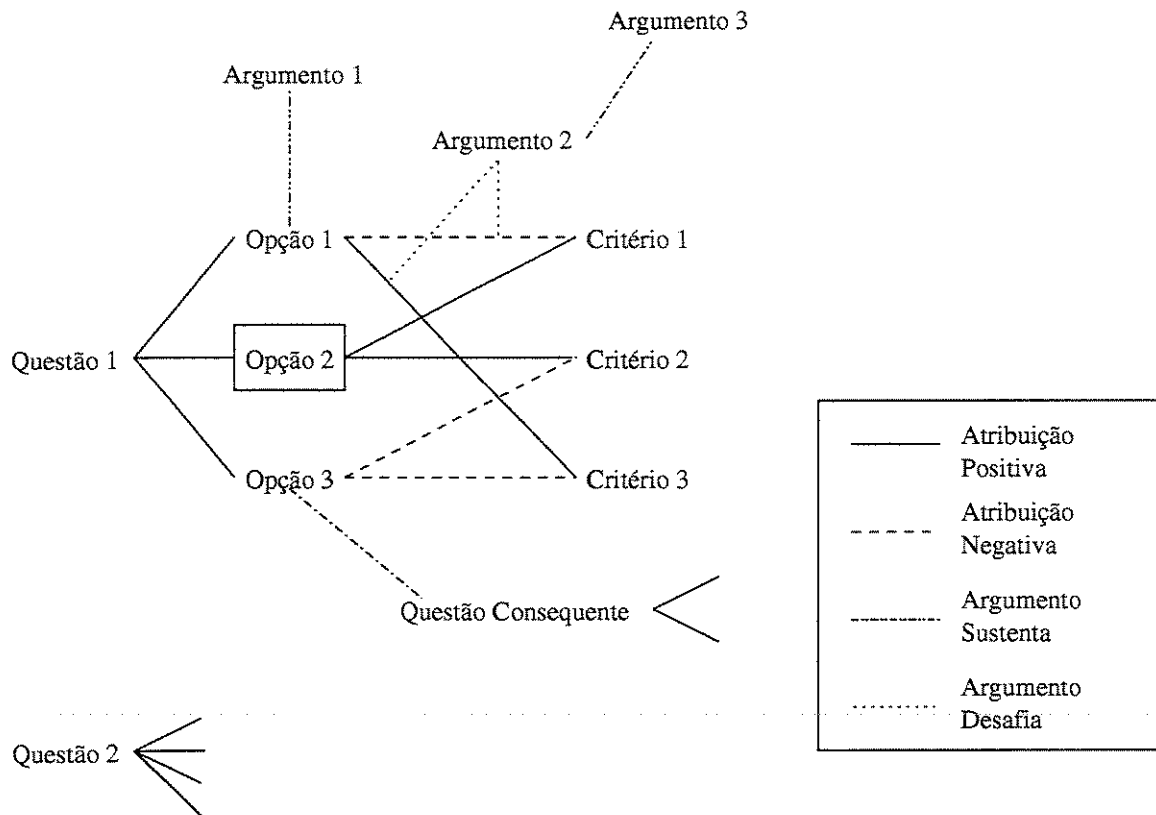 Argumento 3
Argumento 1
Argumento 2
Opção 1
Critério 1
Questão 1
Opção 2
Critério 2
Opção 3
Critério 3
Questão Consequente
Questão 2
Atribuição
Positiva
Atribuição
Negativa
Argumento
Sustenta
Argumento
Desafia